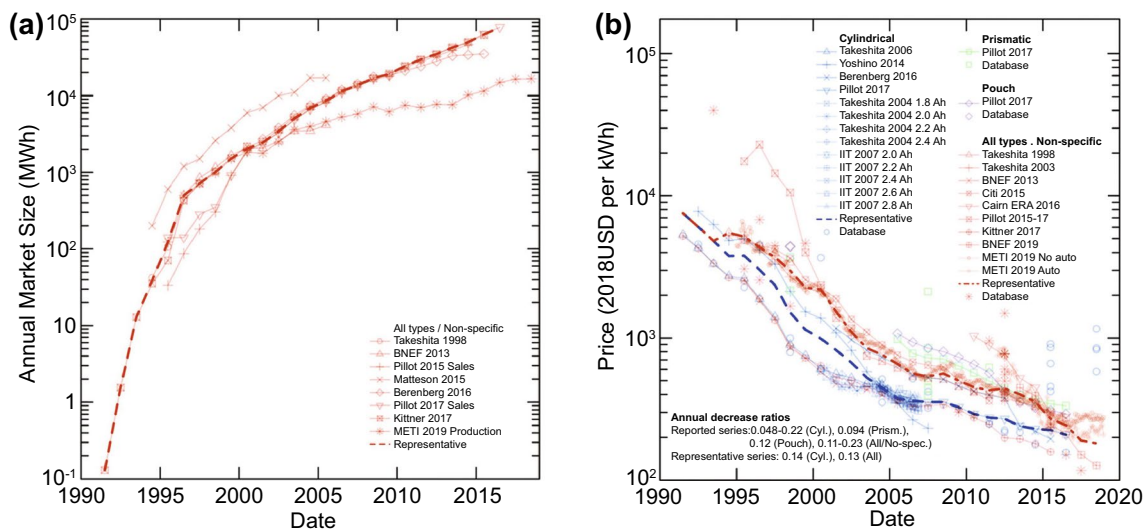 (a)
Annual Market Size (MWh)
10^5
10^4
10^3
10^2
10
1
10^-1
1990 1995 2000 2005 2010 2015
Date
All types / Non-specific
Takeshita 1998
BNEF 2013
Pillot 2015 Sales
Matteson 2015
Berenberg 2016
Pillot 2017 Sales
Kittner 2017
METI 2019 Production
Representative
(b)
Price (2018USD per kWh)
10^5
10^4
10^3
10^2
1990 1995 2000 2005 2010 2015 2020
Date
Cylindrical
Takeshita 2006
Yoshino 2014
Berenberg 2016
Pillot 2017
Takeshita 2004 1.8 Ah
Takeshita 2004 2.0 Ah
Takeshita 2004 2.2 Ah
Takeshita 2004 2.4 Ah
IIT 2007 2.0 Ah
IIT 2007 2.2 Ah
IIT 2007 2.4 Ah
IIT 2007 2.6 Ah
IIT 2007 2.8 Ah
Representative
Database
Prismatic
Pillot 2017
Database
Pouch
Pillot 2017
Database
All types . Non-specific
Takeshita 1998
Takeshita 2003
BNEF 2013
Citi 2015
Cairn ERA 2016
Pillot 2015-17
Kittner 2017
BNEF 2019
METI 2019 No auto
METI 2019 Auto
Representative
Database
Annual decrease ratios
Reported series:0.048-0.22 (Cyl.), 0.094 (Prism.),
0.12 (Pouch), 0.11-0.23 (All/No-spec.)
Representative series: 0.14 (Cyl.), 0.13 (All)